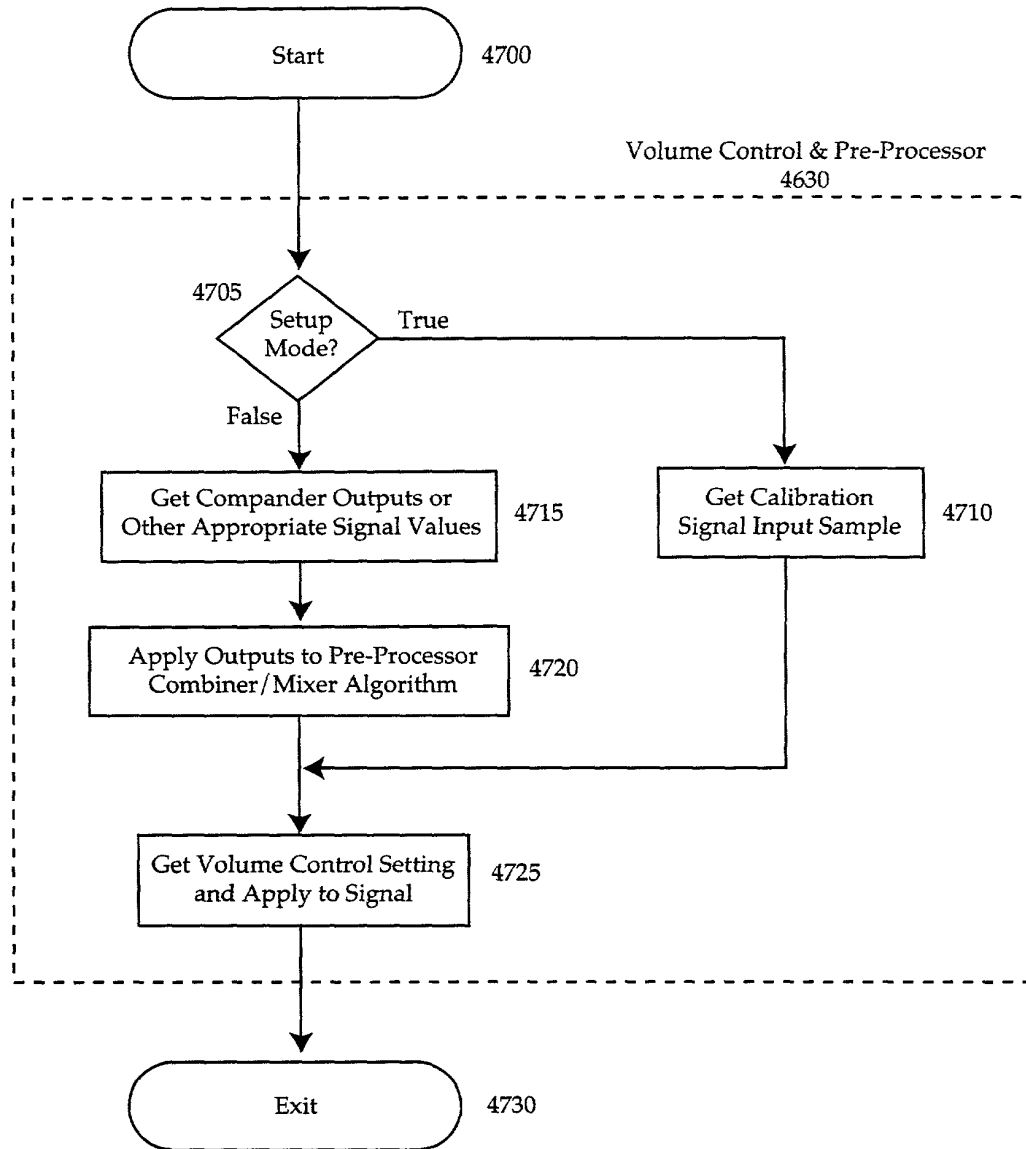 Start
4700
Volume Control & Pre-Processor
4630
4705
Setup
Mode?
True
False
Get Compander Outputs or
Other Appropriate Signal Values
4715
Get Calibration
Signal Input Sample
4710
Apply Outputs to Pre-Processor
Combiner/Mixer Algorithm
4720
Get Volume Control Setting
and Apply to Signal
4725
Exit
4730